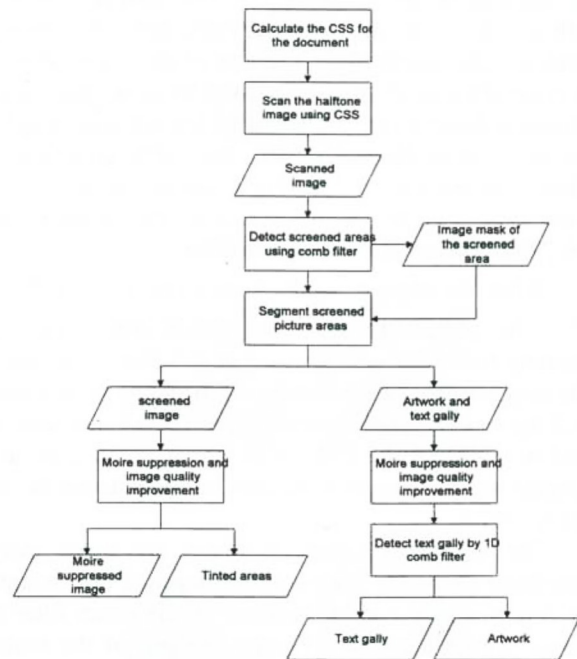 Calculate the CSS for
the document
Scan the halftone
image using CSS
Scanned
image
Detect screened areas
using comb filter
Image mask of
the screened
area
Segment screened
picture areas
screened
image
Artwork and
text gally
Moire suppression and
image quality
improvement
Moire suppression and
image quality
improvement
Moire
suppressed
image
Tinted areas
Detect text gally by 1D
comb filter
Text gally
Artwork